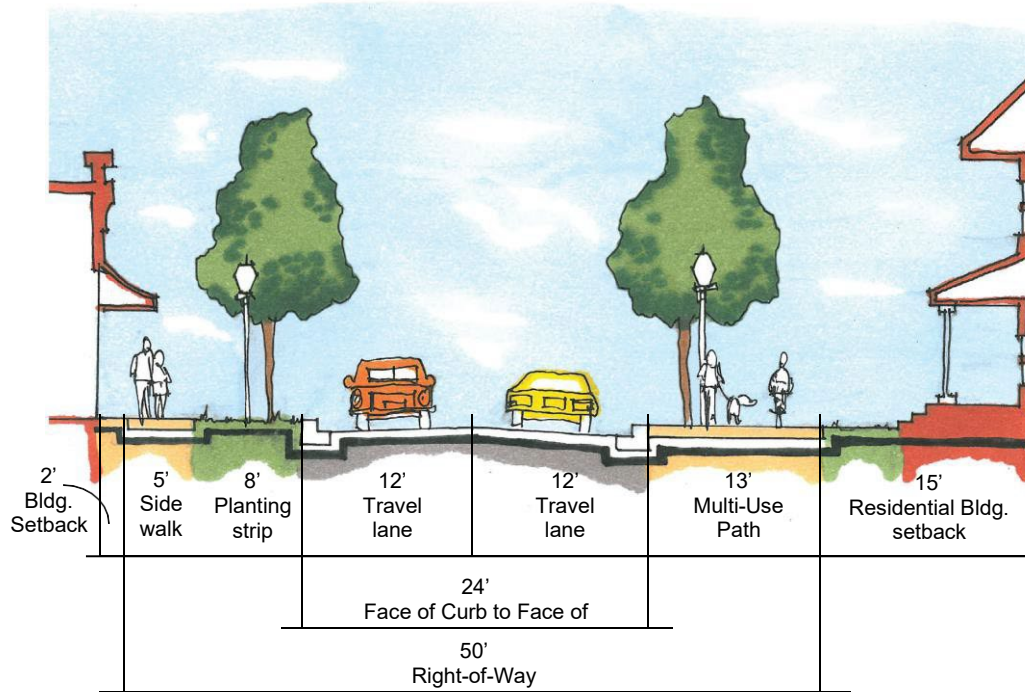 2’
Bldg.
Setback
5’
Side
walk
8’
Planting
strip
12’
Travel
lane
12’
Travel
lane
13’
Multi-Use
Path
15’
Residential Bldg.
setback
24’
Face of Curb to Face of
50’
Right-of-Way